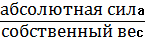 абсолютная сила
собственный вес